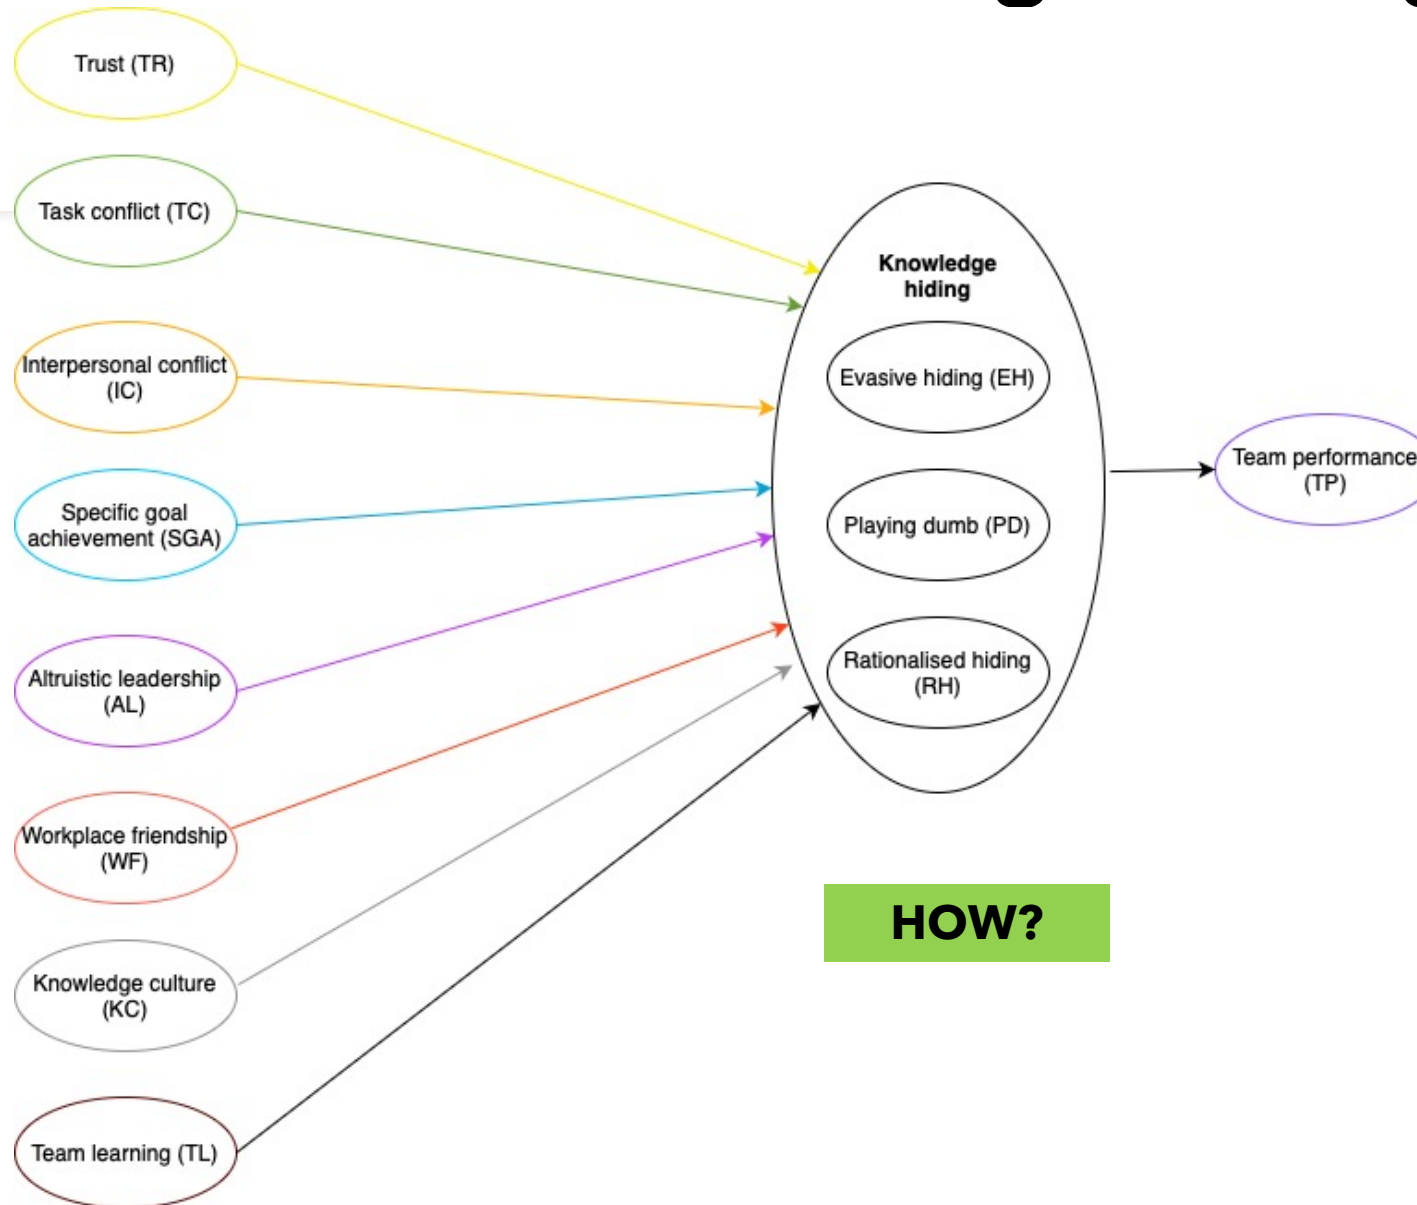 Trust (TR)
Task conflict (TC)
Interpersonal conflict
(IC)
Specific goal
achievement (SGA)
Altruistic leadership
(AL)
Workplace friendship
(WF)
Knowledge culture
(KC)
Team learning (TL)
Knowledge
hiding
Evasive hiding (EH)
Playing dumb (PD)
Rationalised hiding
(RH)
Team performance
(TP)
HOW?